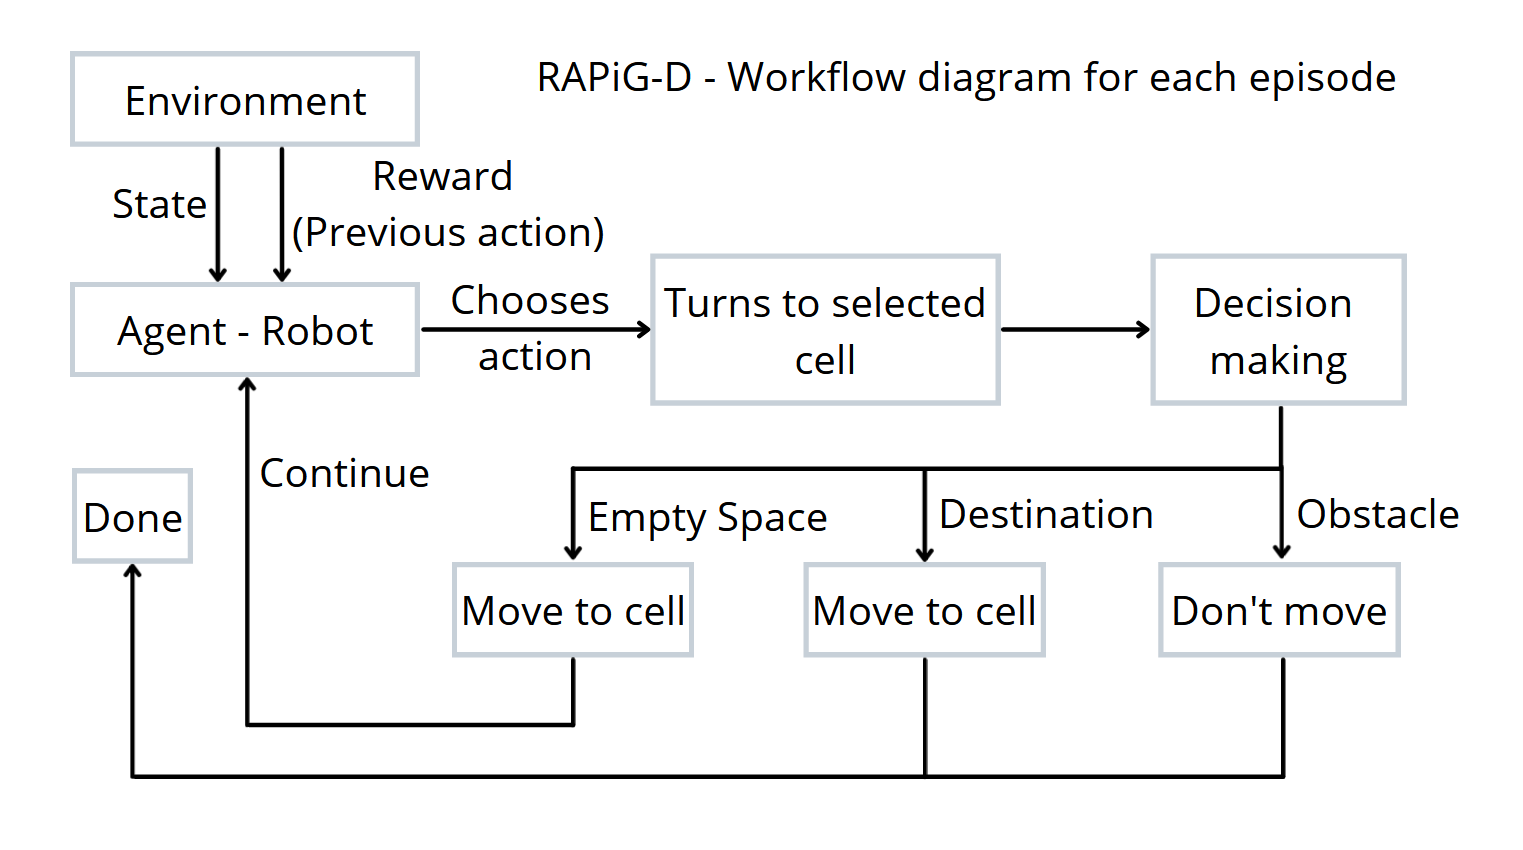 RAPiG-D - Workflow diagram for each episode
Environment
State
Reward
(Previous action)
Agent - Robot
Chooses
action
Turns to selected
cell
Decision
making
Continue
Done
Empty Space
Destination
Obstacle
Move to cell
Move to cell
Don't move